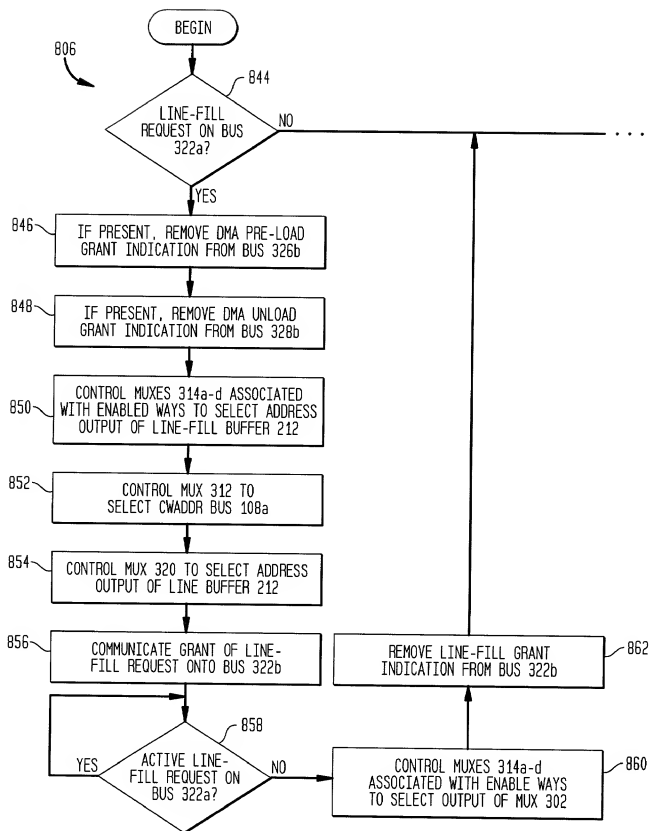 BEGIN
806
844
LINE-FILL
REQUEST ON BUS
322a?
NO
...
YES
846
IF PRESENT, REMOVE DMA PRE-LOAD
GRANT INDICATION FROM BUS 326b
848
IF PRESENT, REMOVE DMA UNLOAD
GRANT INDICATION FROM BUS 328b
850
CONTROL MUXES 314a-d ASSOCIATED
WITH ENABLED WAYS TO SELECT ADDRESS
OUTPUT OF LINE-FILL BUFFER 212
852
CONTROL MUX 312 TO
SELECT CWADDR BUS 108a
854
CONTROL MUX 320 TO SELECT ADDRESS
OUTPUT OF LINE BUFFER 212
856
COMMUNICATE GRANT OF LINE-
FILL REQUEST ONTO BUS 322b
REMOVE LINE-FILL GRANT
INDICATION FROM BUS 322b
862
858
YES
ACTIVE LINE-
FILL REQUEST ON
BUS 322a?
NO
CONTROL MUXES 314a-d
ASSOCIATED WITH ENABLE WAYS
TO SELECT OUTPUT OF MUX 302
860